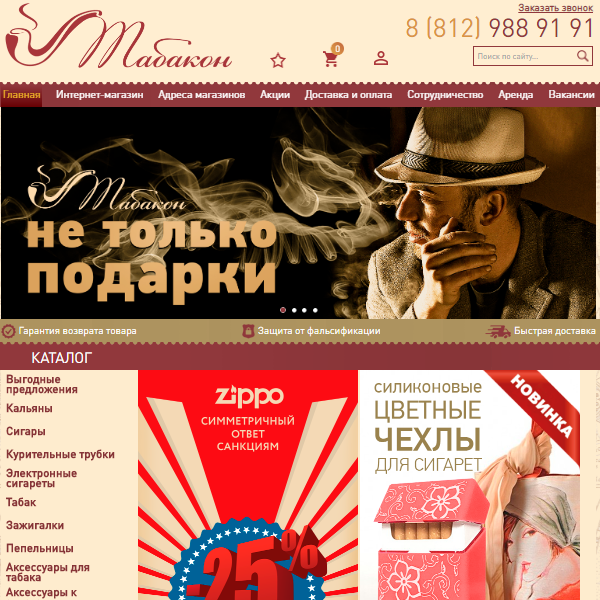 Табакон
Заказать звонок
8 (812) 988 91 91
0
Поиск по сайту...
Главная Интернет-магазин Адреса магазинов Акции Доставка и оплата Сотрудничество Аренда Вакансии
Табакон
не только
подарки
Гарантия возврата товара Защита от фальсификации Быстрая доставка
КАТАЛОГ
Выгодные
предложения
Кальяны
Сигары
Курительные трубки
Электронные
сигареты
Табак
Зажигалки
Пепельницы
Аксессуары для
табака
Аксессуары к
zippo
СИММЕТРИЧНЫЙ
ОТВЕТ
САНКЦИЯМ
-25%
СИЛИКОНОВЫЕ
ЦВЕТНЫЕ
ЧЕХЛЫ
ДЛЯ СИГАРЕТ
НОВИНКА